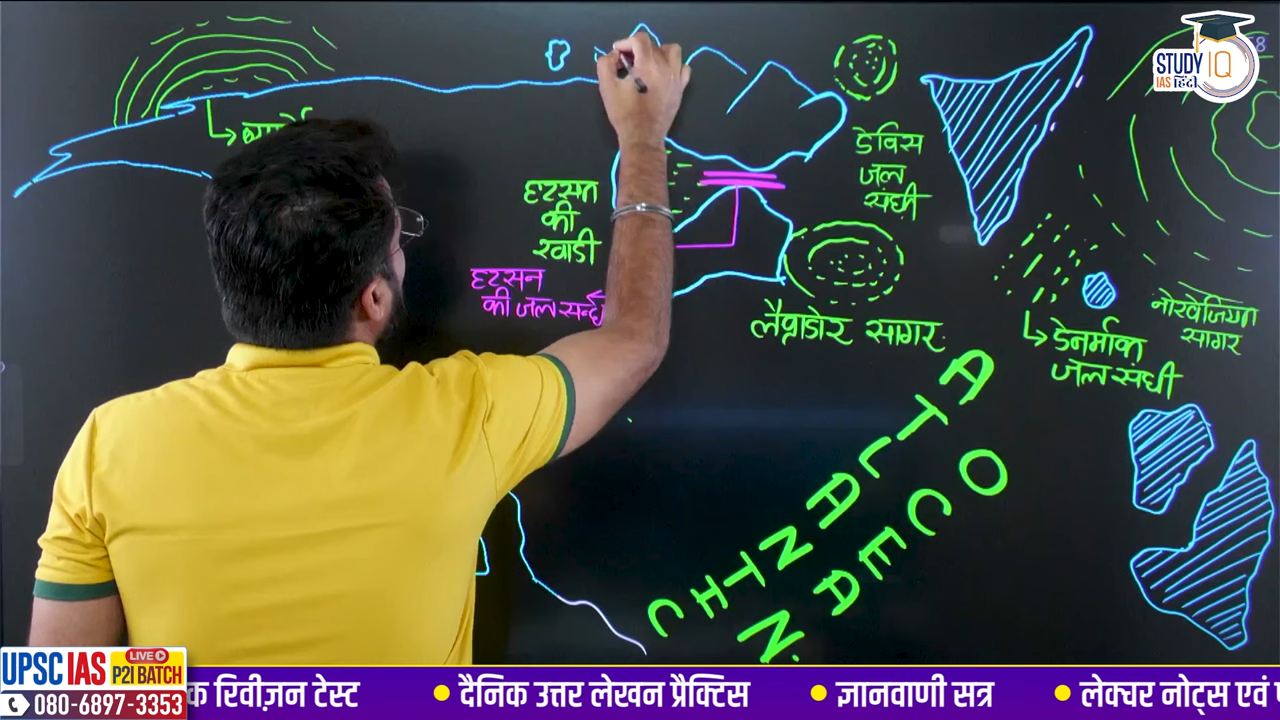 STUDY IQ
IAS हिंदी
डेविस
जल
संघी
हडसन
की
खाडी
हडसन
की जल सन्धि
लैब्राडोर सागर
नोरवेजियन
सागर
डेनर्माक
जल संघी
ATLANTIC
OCEAN
LIVE
UPSC IAS P2I BATCH
080-6897-3353
क रिवीज़न टेस्ट • दैनिक उत्तर लेखन प्रैक्टिस • ज्ञानवाणी सत्र • लेक्चर नोट्स एवं